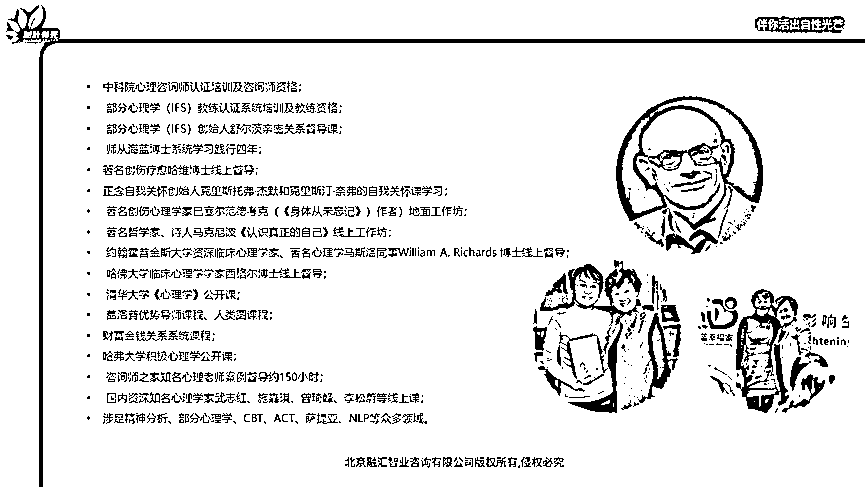 伴你活出自性光芒
• 中科院心理咨询师认证培训及咨询师资格；
• 部分心理学（IFS）教练认证系统培训及教练资格；
• 部分心理学（IFS）创始人舒尔茨亲密关系督导课；
• 师从海蓝博士系统学习践行四年；
• 著名创伤疗愈哈维博士线上督导；
• 正念自我关怀创始人克里斯托弗·杰默和克里斯汀·奈弗的自我关怀课学习；
• 著名创伤心理学家巴塞尔范德考克（《身体从未忘记》）作者）地面工作坊；
• 著名哲学家、诗人马克尼波《认识真正的自己》线上工作坊；
• 约翰霍普金斯大学资深临床心理学家、著名心理学马斯洛同事William A. Richards 博士线上督导；
• 哈佛大学临床心理学学家西格尔博士线上督导；
• 清华大学《心理学》公开课；
• 盖洛普优势导师课程、人类图课程；
• 财富金钱关系系统课程；
• 哈弗大学积极心理学公开课；
• 咨询师之家知名心理老师案例督导约150小时；
• 国内资深知名心理学家武志红、施琪嘉、曾奇峰、李松蔚等线上课；
• 涉足精神分析、部分心理学、CBT、ACT、萨提亚、NLP等众多领域。
影响
htening
北京融汇智业咨询有限公司版权所有,侵权必究